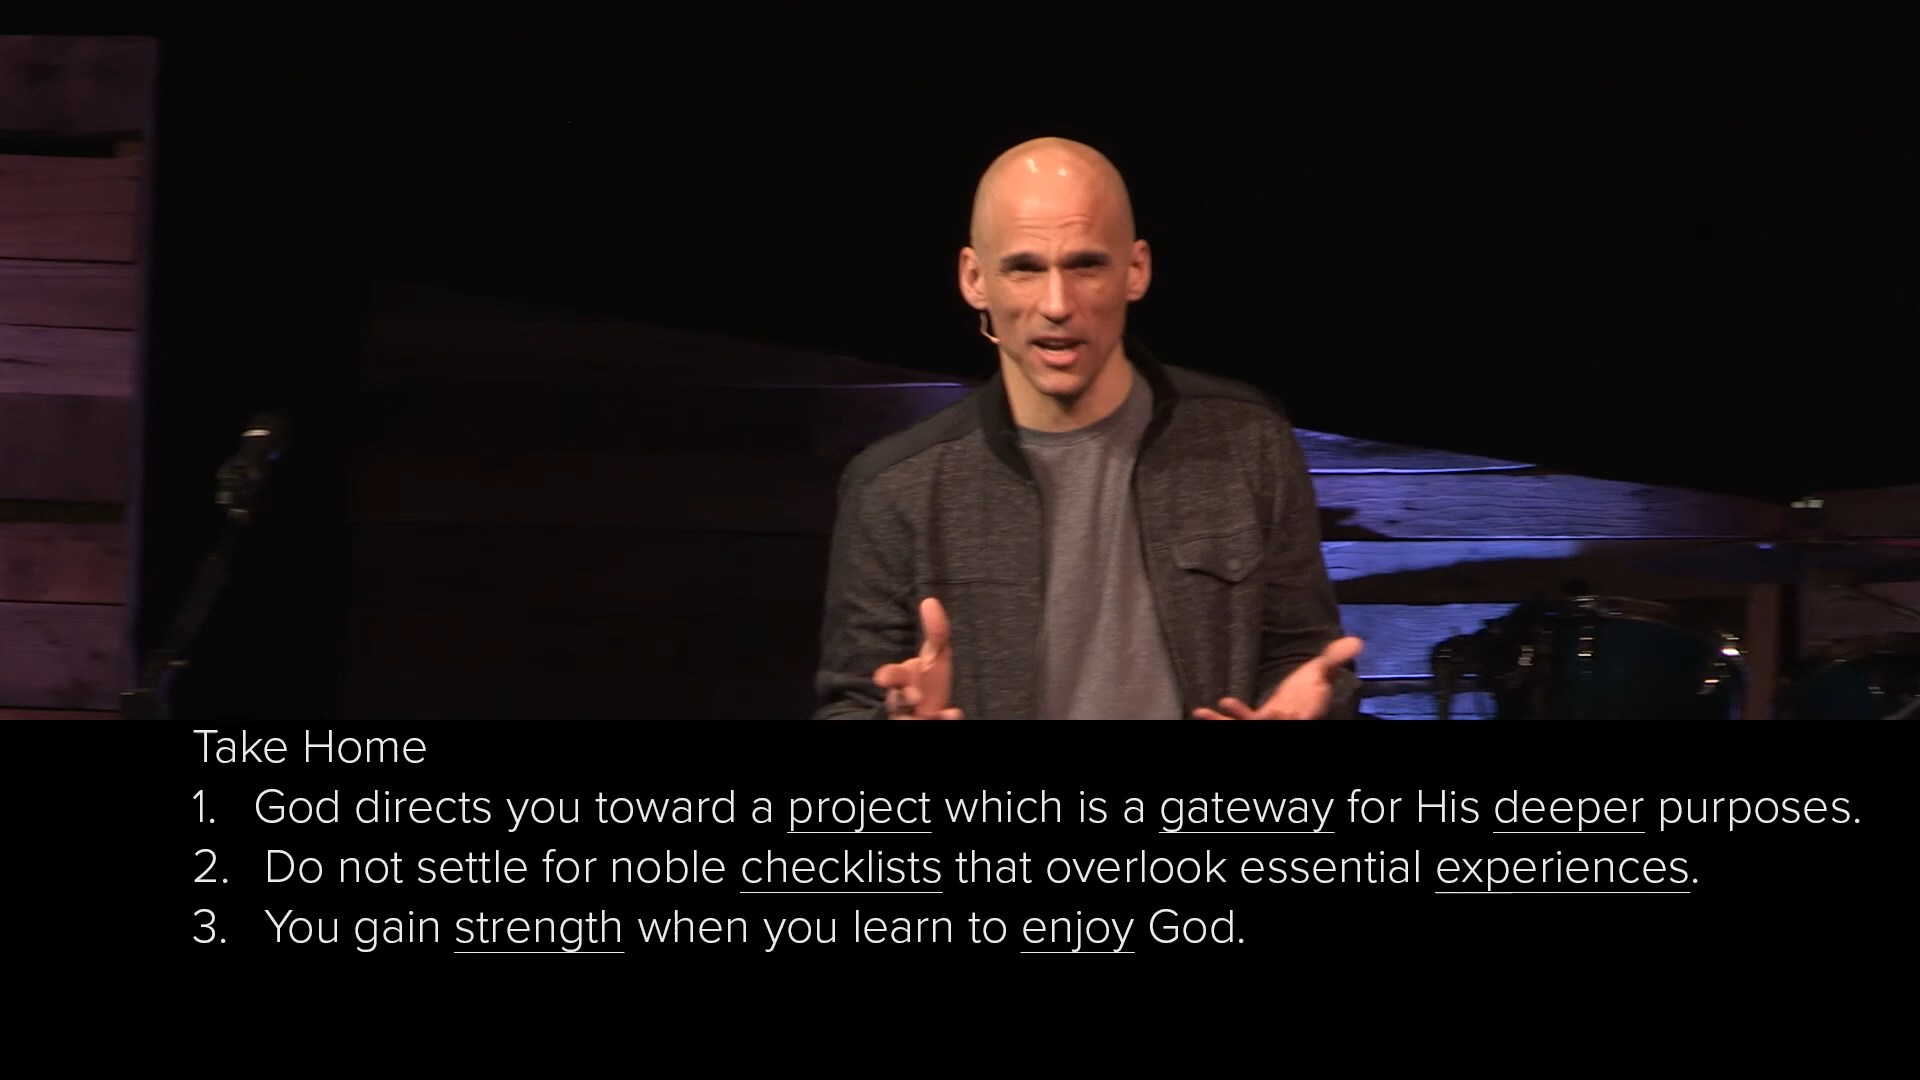 Take Home
1. God directs you toward a project which is a gateway for His deeper purposes.
2. Do not settle for noble checklists that overlook essential experiences.
3. You gain strength when you learn to enjoy God.